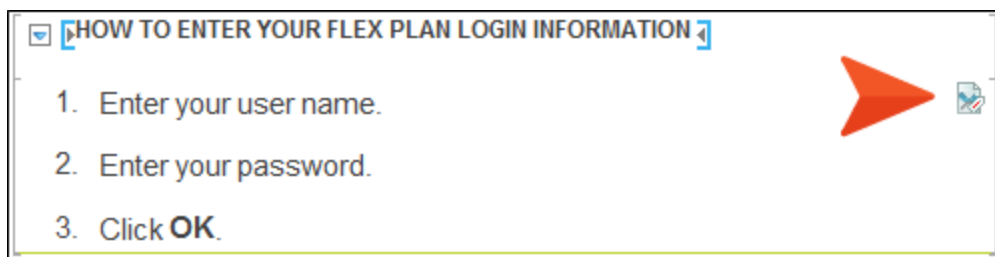 HOW TO ENTER YOUR FLEX PLAN LOGIN INFORMATION
1. Enter your user name.
2. Enter your password.
3. Click OK.